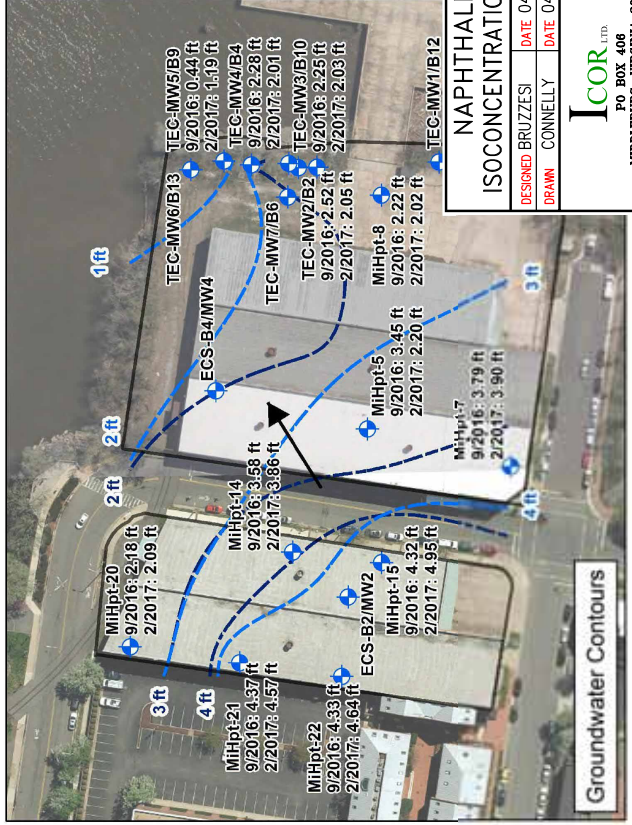 TEC-MW5/B9
9/2016: 0.44 ft
2/2017: 1.19 ft
TEC-MW4/B4
9/2016: 2.28 ft
2/2017: 2.01 ft
TEC-MW3/B10
9/2016: 2.25 ft
2/2017: 2.03 ft
TEC-MW1/B12
1 ft
TEC-MW6/B13
TEC-MW7/B6
TEC-MW2/B2
9/2016: 2.52 ft
2/2017: 2.05 ft
MiHpt-8
9/2016: 2.22 ft
2/2017: 2.02 ft
3 ft
2 ft
2 ft
ECS-B4/MW4
MiHpt-5
9/2016: 3.45 ft
2/2017: 2.20 ft
MiHpt-7
9/2016: 3.79 ft
2/2017: 3.90 ft
4 ft
MiHpt-14
9/2016: 3.58 ft
2/2017: 3.86 ft
MiHpt-20
9/2016: 2.18 ft
2/2017: 2.09 ft
MiHpt-15
9/2016: 4.32 ft
2/2017: 4.95 ft
ECS-B2/MW2
3 ft
4 ft
MiHpt-21
9/2016: 4.37 ft
2/2017: 4.57 ft
MiHpt-22
9/2016: 4.33 ft
2/2017: 4.64 ft
Groundwater Contours
NAPHTHAL
ISOCONCENTRATIO
DESIGNED BRUZZESI DATE 04
DRAWN CONNELLY DATE 04
ICOR LTD.
PO BOX 406